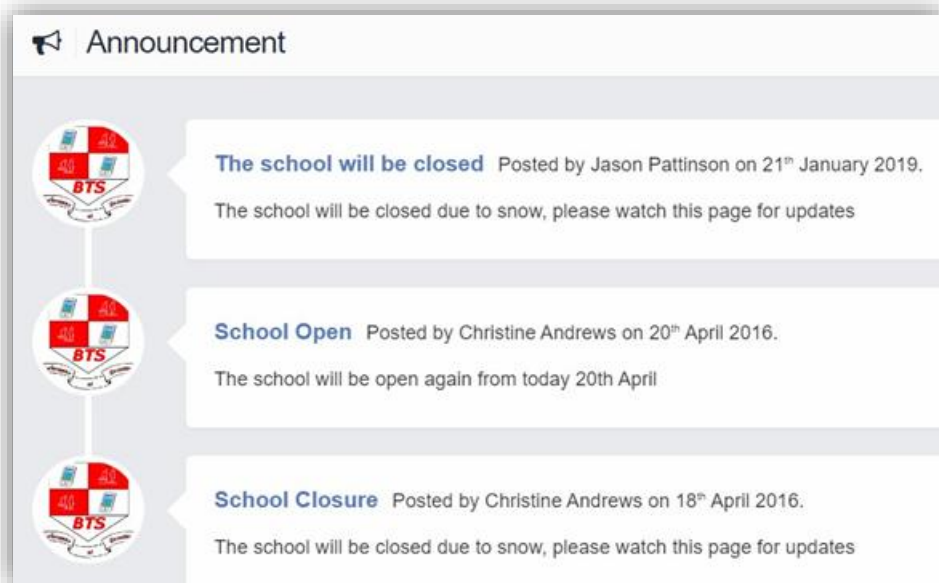 Announcement
BTS
The school will be closed Posted by Jason Pattinson on 21th January 2019.
The school will be closed due to snow, please watch this page for updates
BTS
School Open Posted by Christine Andrews on 20th April 2016.
The school will be open again from today 20th April
BTS
School Closure Posted by Christine Andrews on 18th April 2016.
The school will be closed due to snow, please watch this page for updates